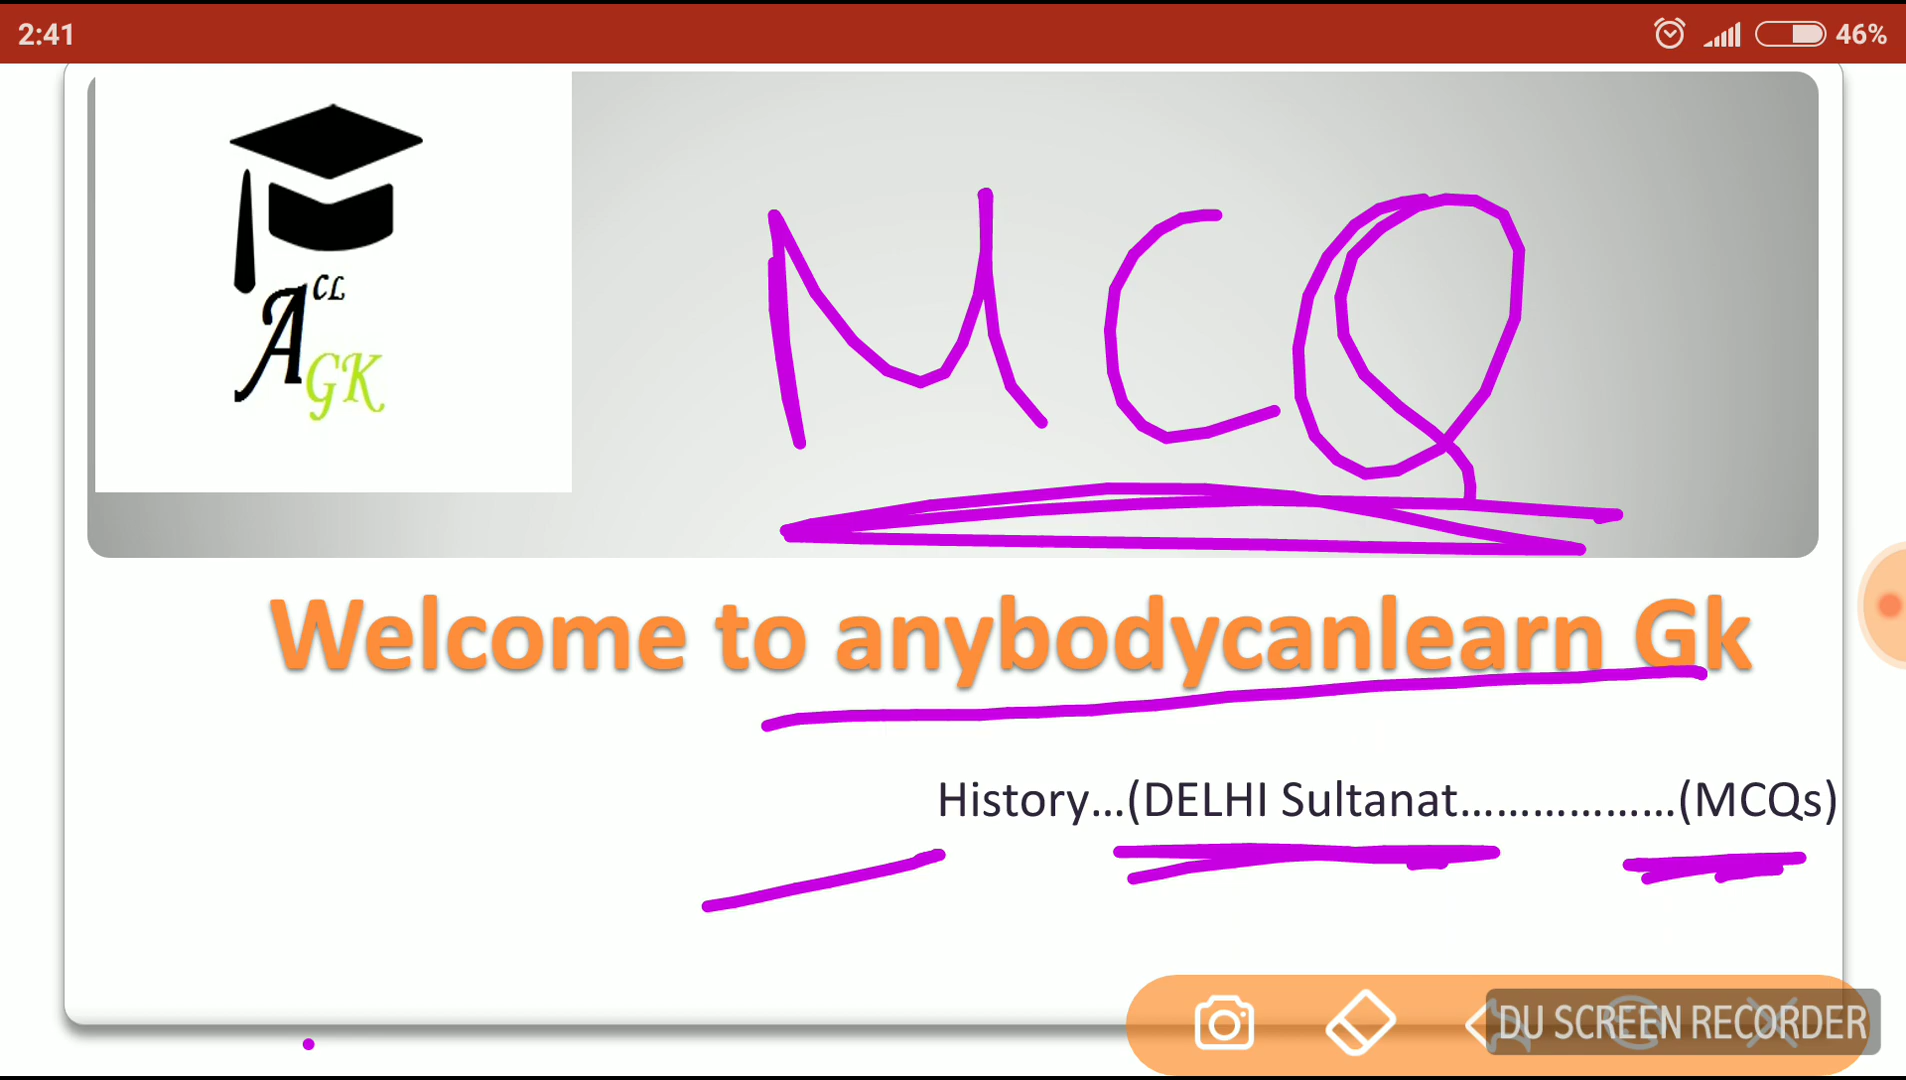 2:41 46%
CL
A
GK
MCQ
Welcome to anybodycanlearn Gk
History...(DELHI Sultanat..................(MCQs)
DU SCREEN RECORDER